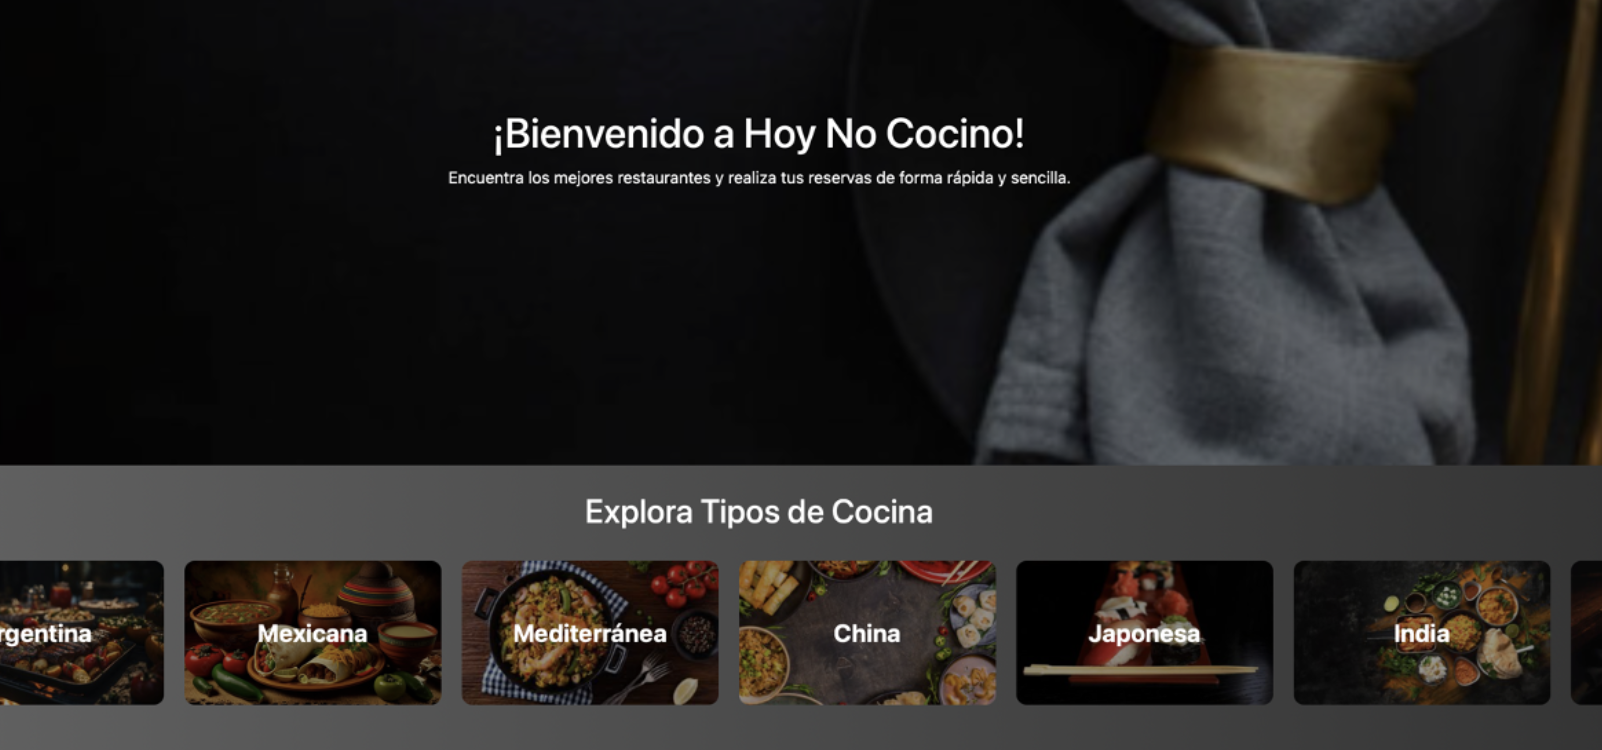 ¡Bienvenido a Hoy No Cocino!
Encuentra los mejores restaurantes y realiza tus reservas de forma rápida y sencilla.
Explora Tipos de Cocina
rgentina
Mexicana
Mediterránea
China
Japonesa
India